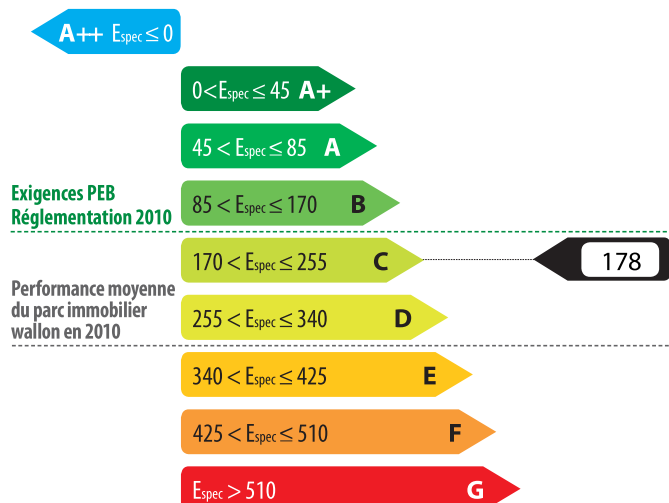 A++ Espec ≤ 0
0 < Espec ≤ 45 A+
45 < Espec ≤ 85 A
Exigences PEB
Réglementation 2010
85 < Espec ≤ 170 B
170 < Espec ≤ 255 C
178
Performance moyenne
du parc immobilier
wallon en 2010
255 < Espec ≤ 340 D
340 < Espec ≤ 425 E
425 < Espec ≤ 510 F
Espec > 510 G